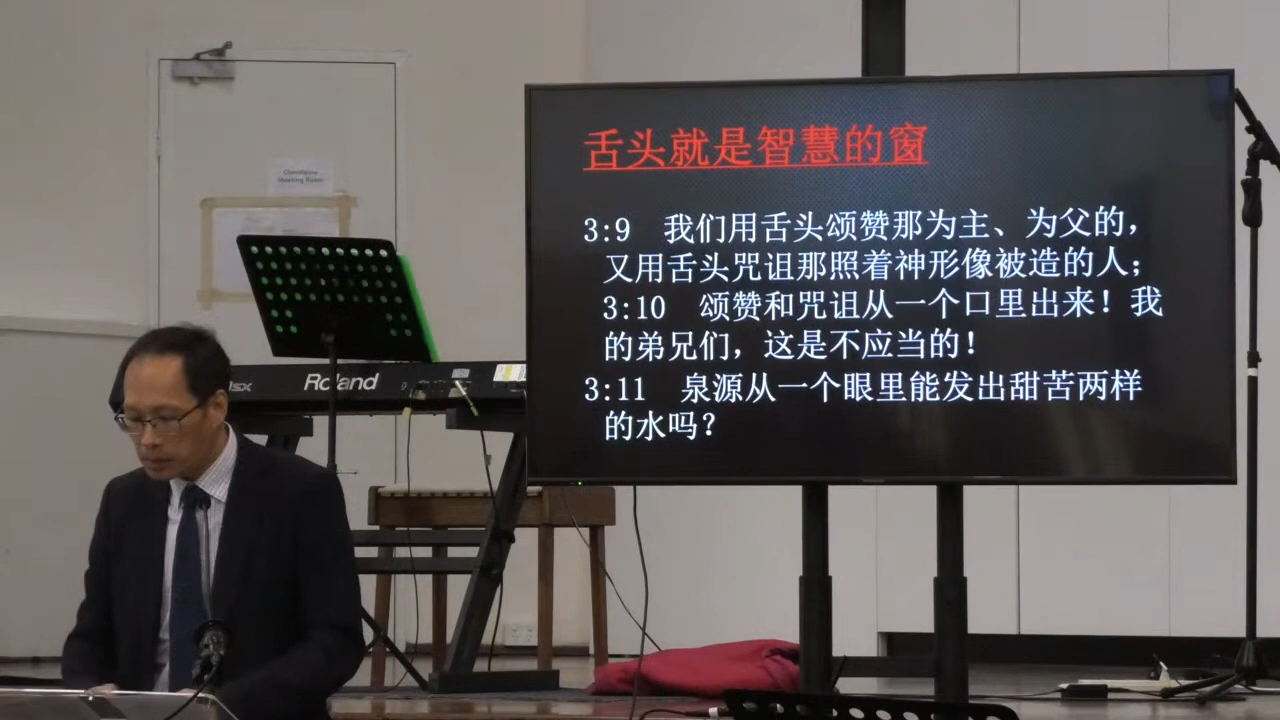 舌头就是智慧的窗
3:9 我们用舌头颂赞那为主、为父的，
又用舌头咒诅那照着神形像被造的人；
3:10 颂赞和咒诅从一个口里出来！我
的弟兄们，这是不应当的！
3:11 泉源从一个眼里能发出甜苦两样
的水吗？
Roland
Meeting Room